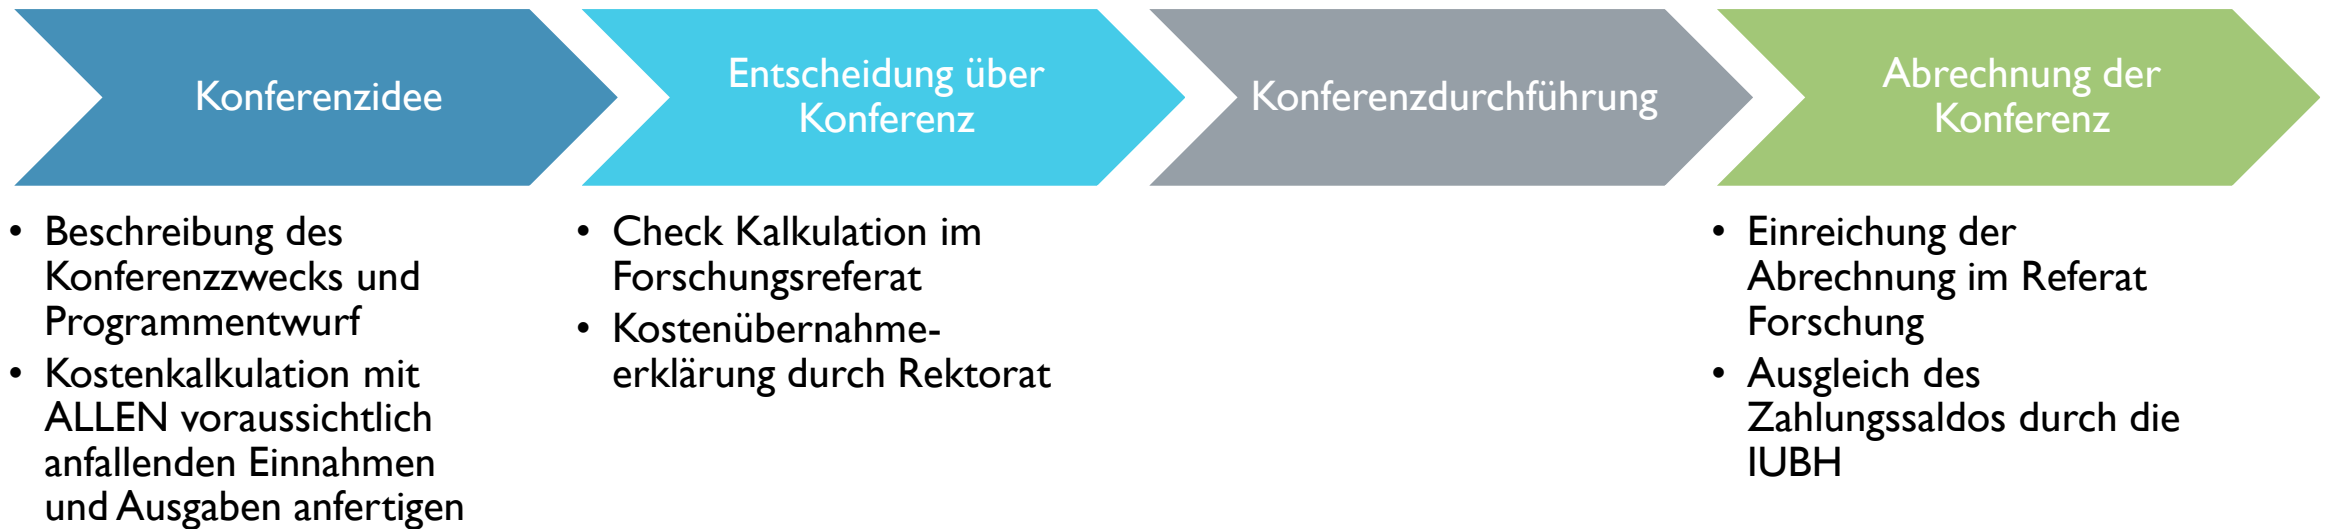 Konferenzidee
Entscheidung über
Konferenz
Konferenzdurchführung
Abrechnung der
Konferenz
• Beschreibung des
Konferenzzwecks und
Programmentwurf
• Kostenkalkulation mit
ALLEN voraussichtlich
anfallenden Einnahmen
und Ausgaben anfertigen
• Check Kalkulation im
Forschungsreferat
• Kostenübernahme-
erklärung durch Rektorat
• Einreichung der
Abrechnung im Referat
Forschung
• Ausgleich des
Zahlungssaldos durch die
IUBH